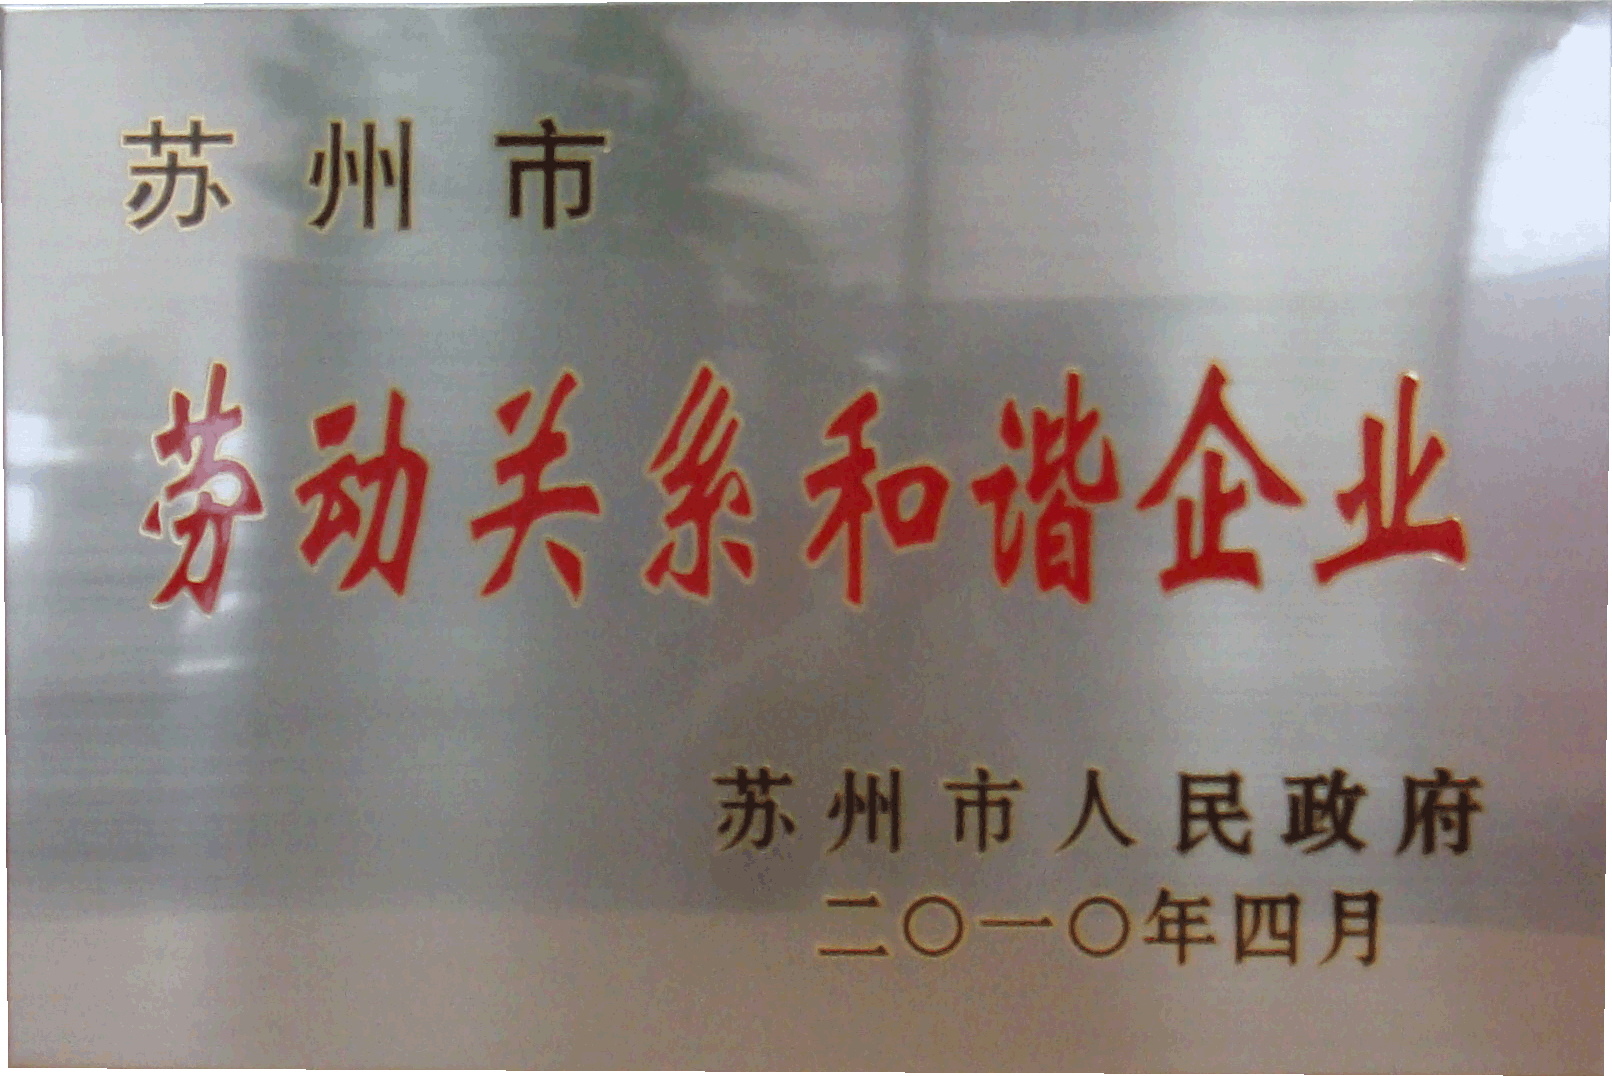 苏州市
劳动关系和谐企业
苏州市人民政府
二〇一〇年四月